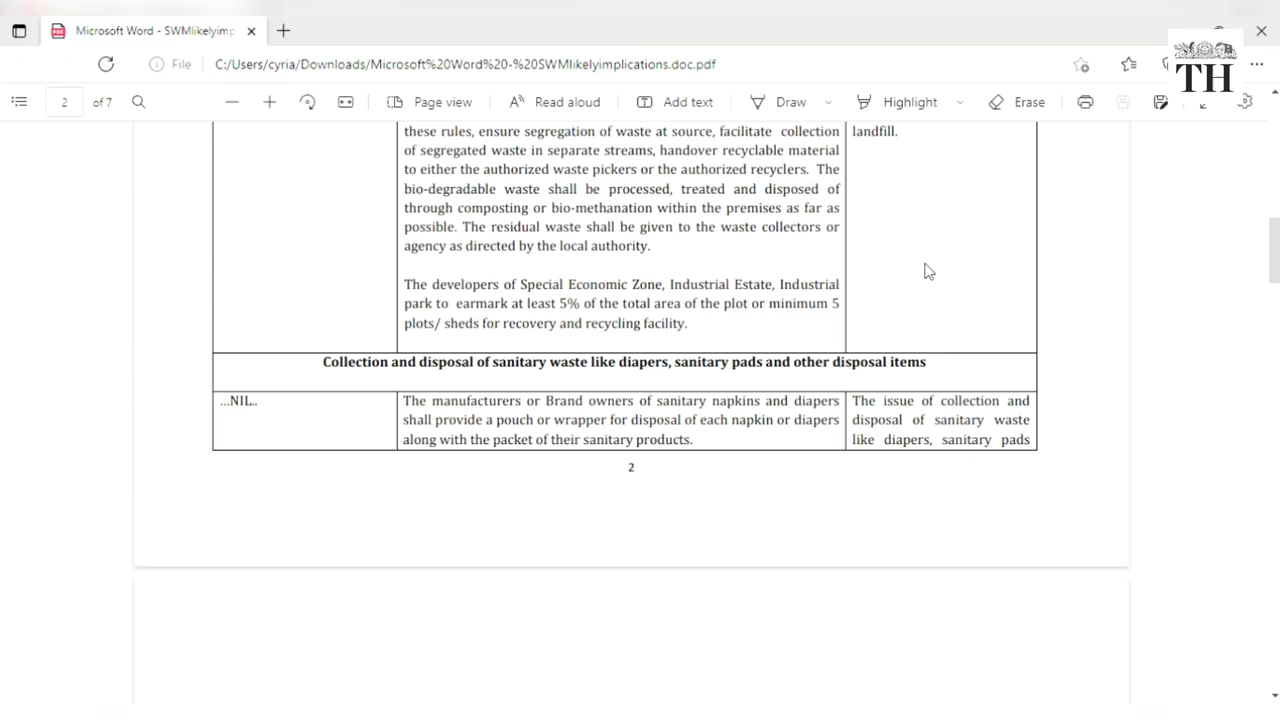 Microsoft Word - SWMlikelyimp
File
C:/Users/cyria/Downloads/Microsoft%20Word%20-%20SWMlikelyimplications.doc.pdf
TH
2 of 7
Page view
Read aloud
Add text
Draw
Highlight
Erase
these rules, ensure segregation of waste at source, facilitate collection
of segregated waste in separate streams, handover recyclable material
to either the authorized waste pickers or the authorized recyclers. The
bio-degradable waste shall be processed, treated and disposed of
through composting or bio-methanation within the premises as far as
possible. The residual waste shall be given to the waste collectors or
agency as directed by the local authority.
The developers of Special Economic Zone, Industrial Estate, Industrial
park to earmark at least 5% of the total area of the plot or minimum 5
plots/ sheds for recovery and recycling facility.
landfill.
Collection and disposal of sanitary waste like diapers, sanitary pads and other disposal items
...NIL..
The manufacturers or Brand owners of sanitary napkins and diapers
shall provide a pouch or wrapper for disposal of each napkin or diapers
along with the packet of their sanitary products.
The issue of collection and
disposal of sanitary waste
like diapers, sanitary pads
2